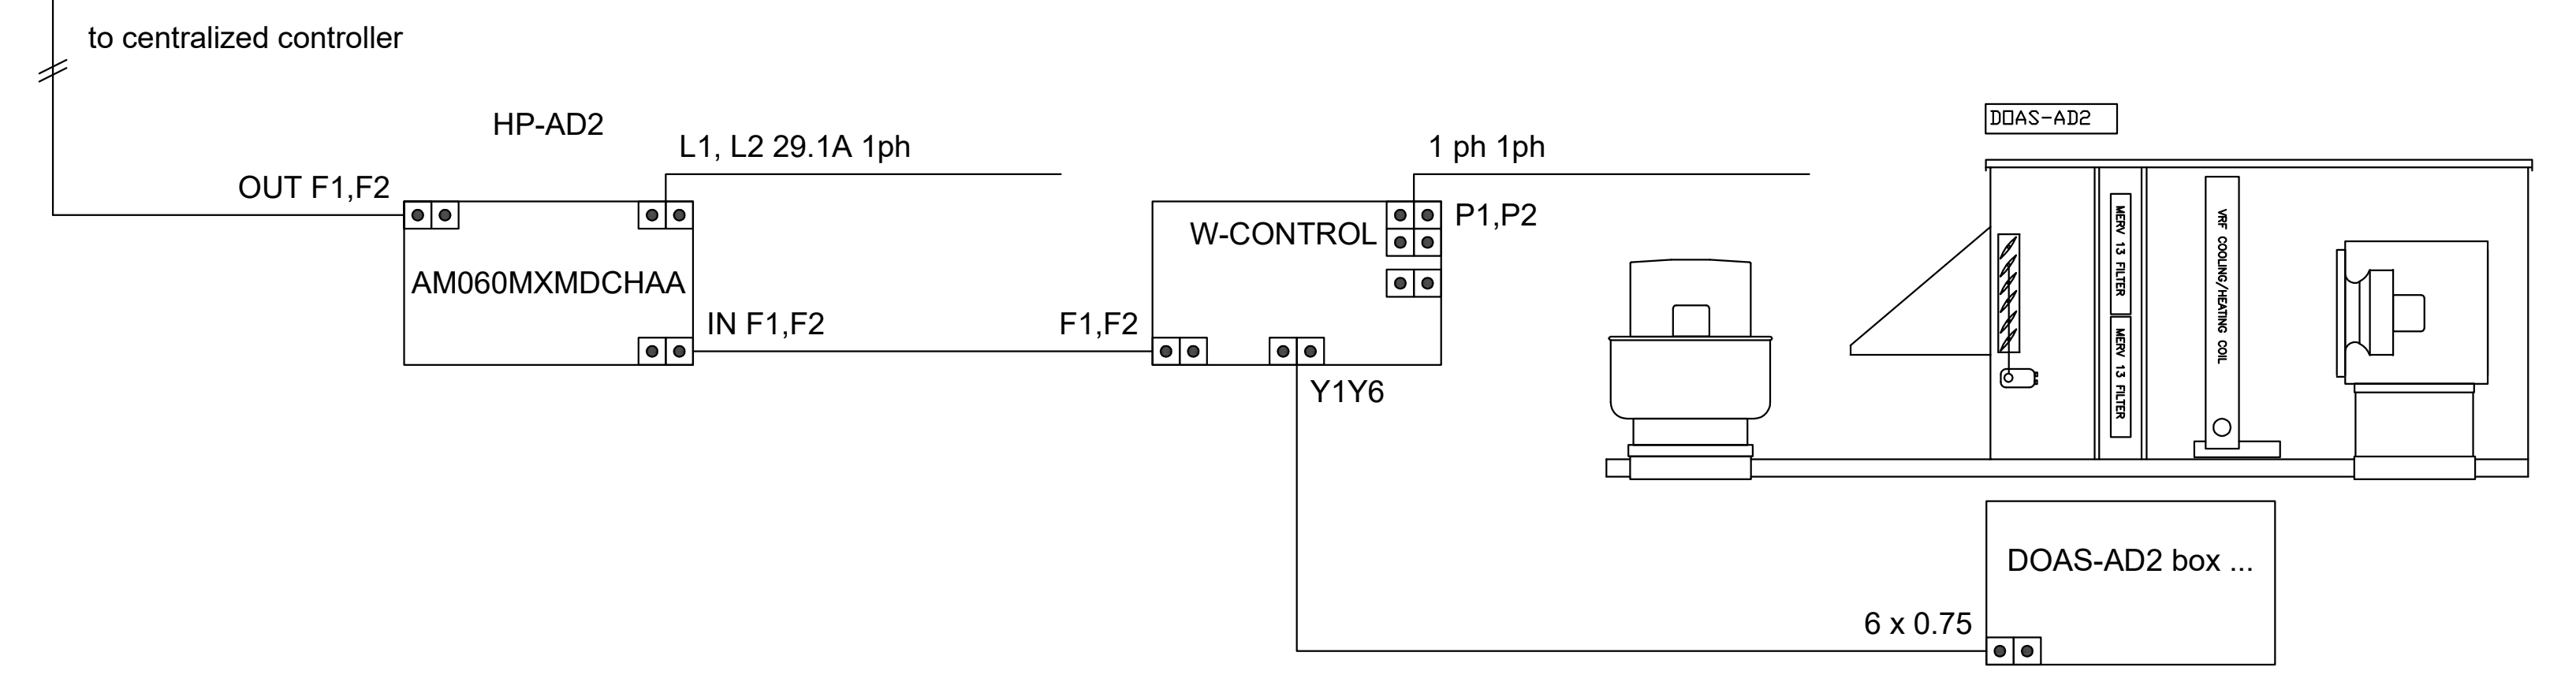 to centralized controller
HP-AD2
DOAS-AD2
L1, L2 29.1A 1ph
1 ph 1ph
OUT F1,F2
P1,P2
W-CONTROL
AM060MXMDCHAA
MERV 13 FILTER
VRF COOLING/HEATING COIL
IN F1,F2
F1,F2
MERV 13 FILTER
Y1Y6
DOAS-AD2 box ...
6 x 0.75